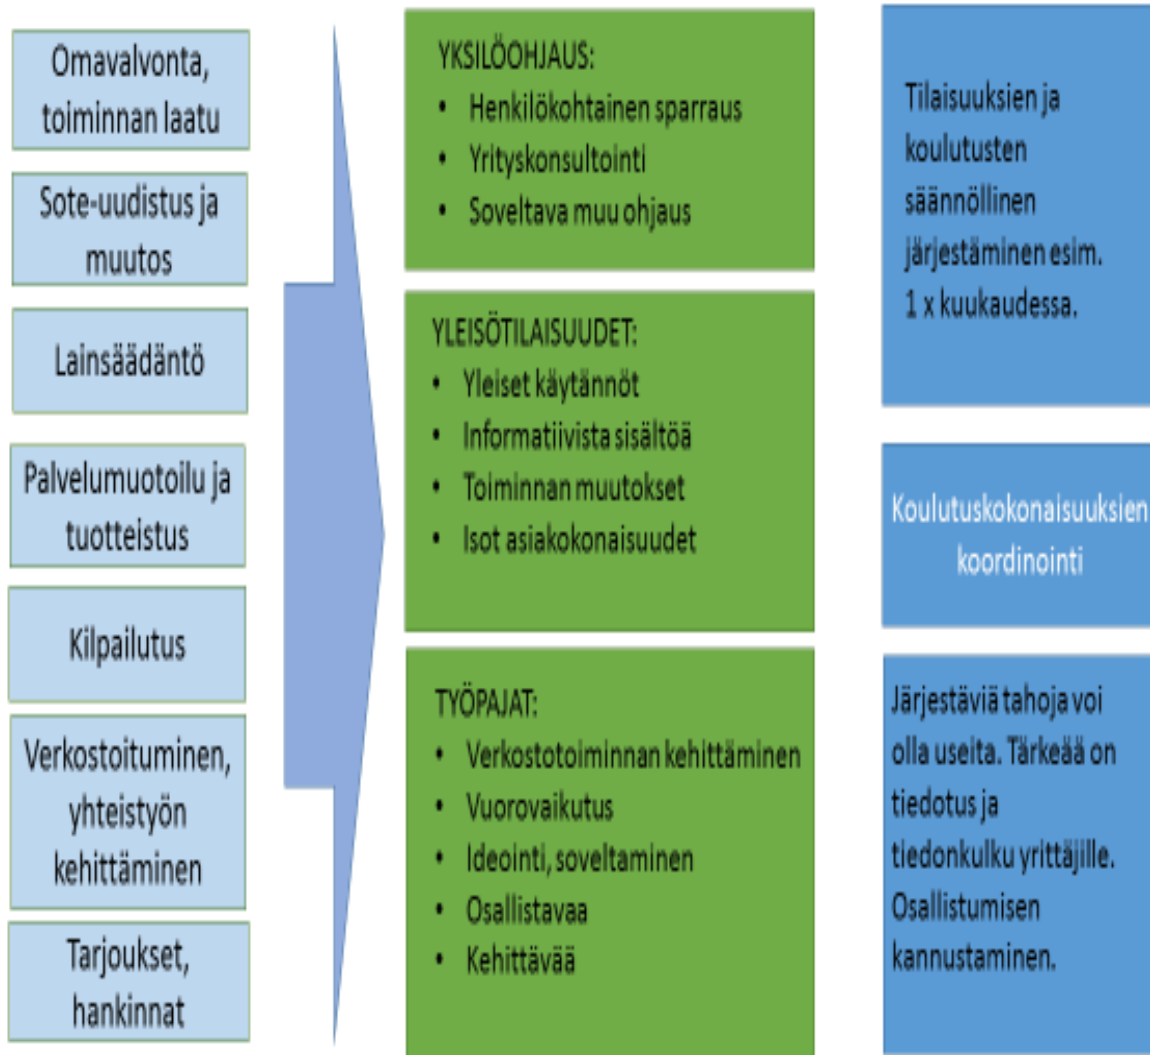 Omavalvonta,
toiminnan laatu
Sote-uudistus ja
muutos
Lainsäädäntö
Palvelumuotoilu ja
tuotteistus
Kilpailutus
Verkostoituminen,
yhteistyön
kehittäminen
Tarjoukset,
hankinnat
YKSILÖOHJAUS:
• Henkilökohtainen sparraus
• Yrityskonsultointi
• Soveltava muu ohjaus
YLEISÖTILAISUUDET:
• Yleiset käytännöt
• Informatiivista sisältöä
• Toiminnan muutokset
• Isot asiakokonaisuudet
TYÖPAJAT:
• Verkostotoiminnan kehittäminen
• Vuorovaikutus
• Ideointi, soveltaminen
• Osallistavaa
• Kehittävää
Tilaisuuksien ja
koulutusten
säännöllinen
järjestäminen esim.
1 x kuukaudessa.
Koulutuskokonaisuuksien
koordinointi
Järjestäviä tahoja voi
olla useita. Tärkeää on
tiedotus ja
tiedonkulku yrittäjille.
Osallistumisen
kannustaminen.